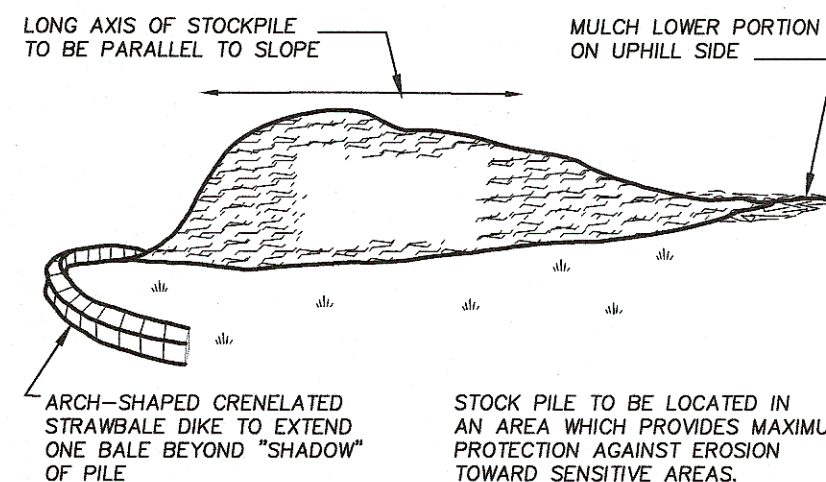 LONG AXIS OF STOCKPILE
TO BE PARALLEL TO SLOPE
MULCH LOWER PORTION
ON UPHILL SIDE
ARCH-SHAPED CRENELATED
STRAWBALE DIKE TO EXTEND
ONE BALE BEYOND "SHADOW"
OF PILE
STOCK PILE TO BE LOCATED IN
AN AREA WHICH PROVIDES MAXIMU
PROTECTION AGAINST EROSION
TOWARD SENSITIVE AREAS.